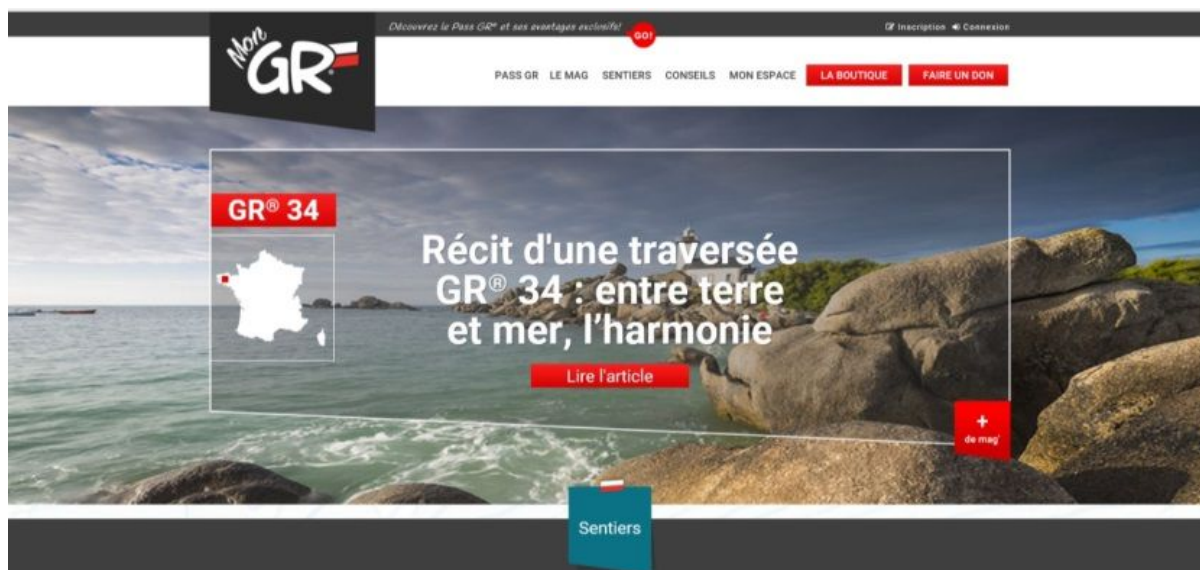 Découvrez le Pass GR® et ses avantages exclusifs!
GO!
Inscription Connexion
Mon
GR®
PASS GR LE MAG SENTIERS CONSEILS MON ESPACE LA BOUTIQUE FAIRE UN DON
GR® 34
Récit d'une traversée
GR® 34 : entre terre
et mer, l’harmonie
Lire l'article
+
de mag'
Sentiers